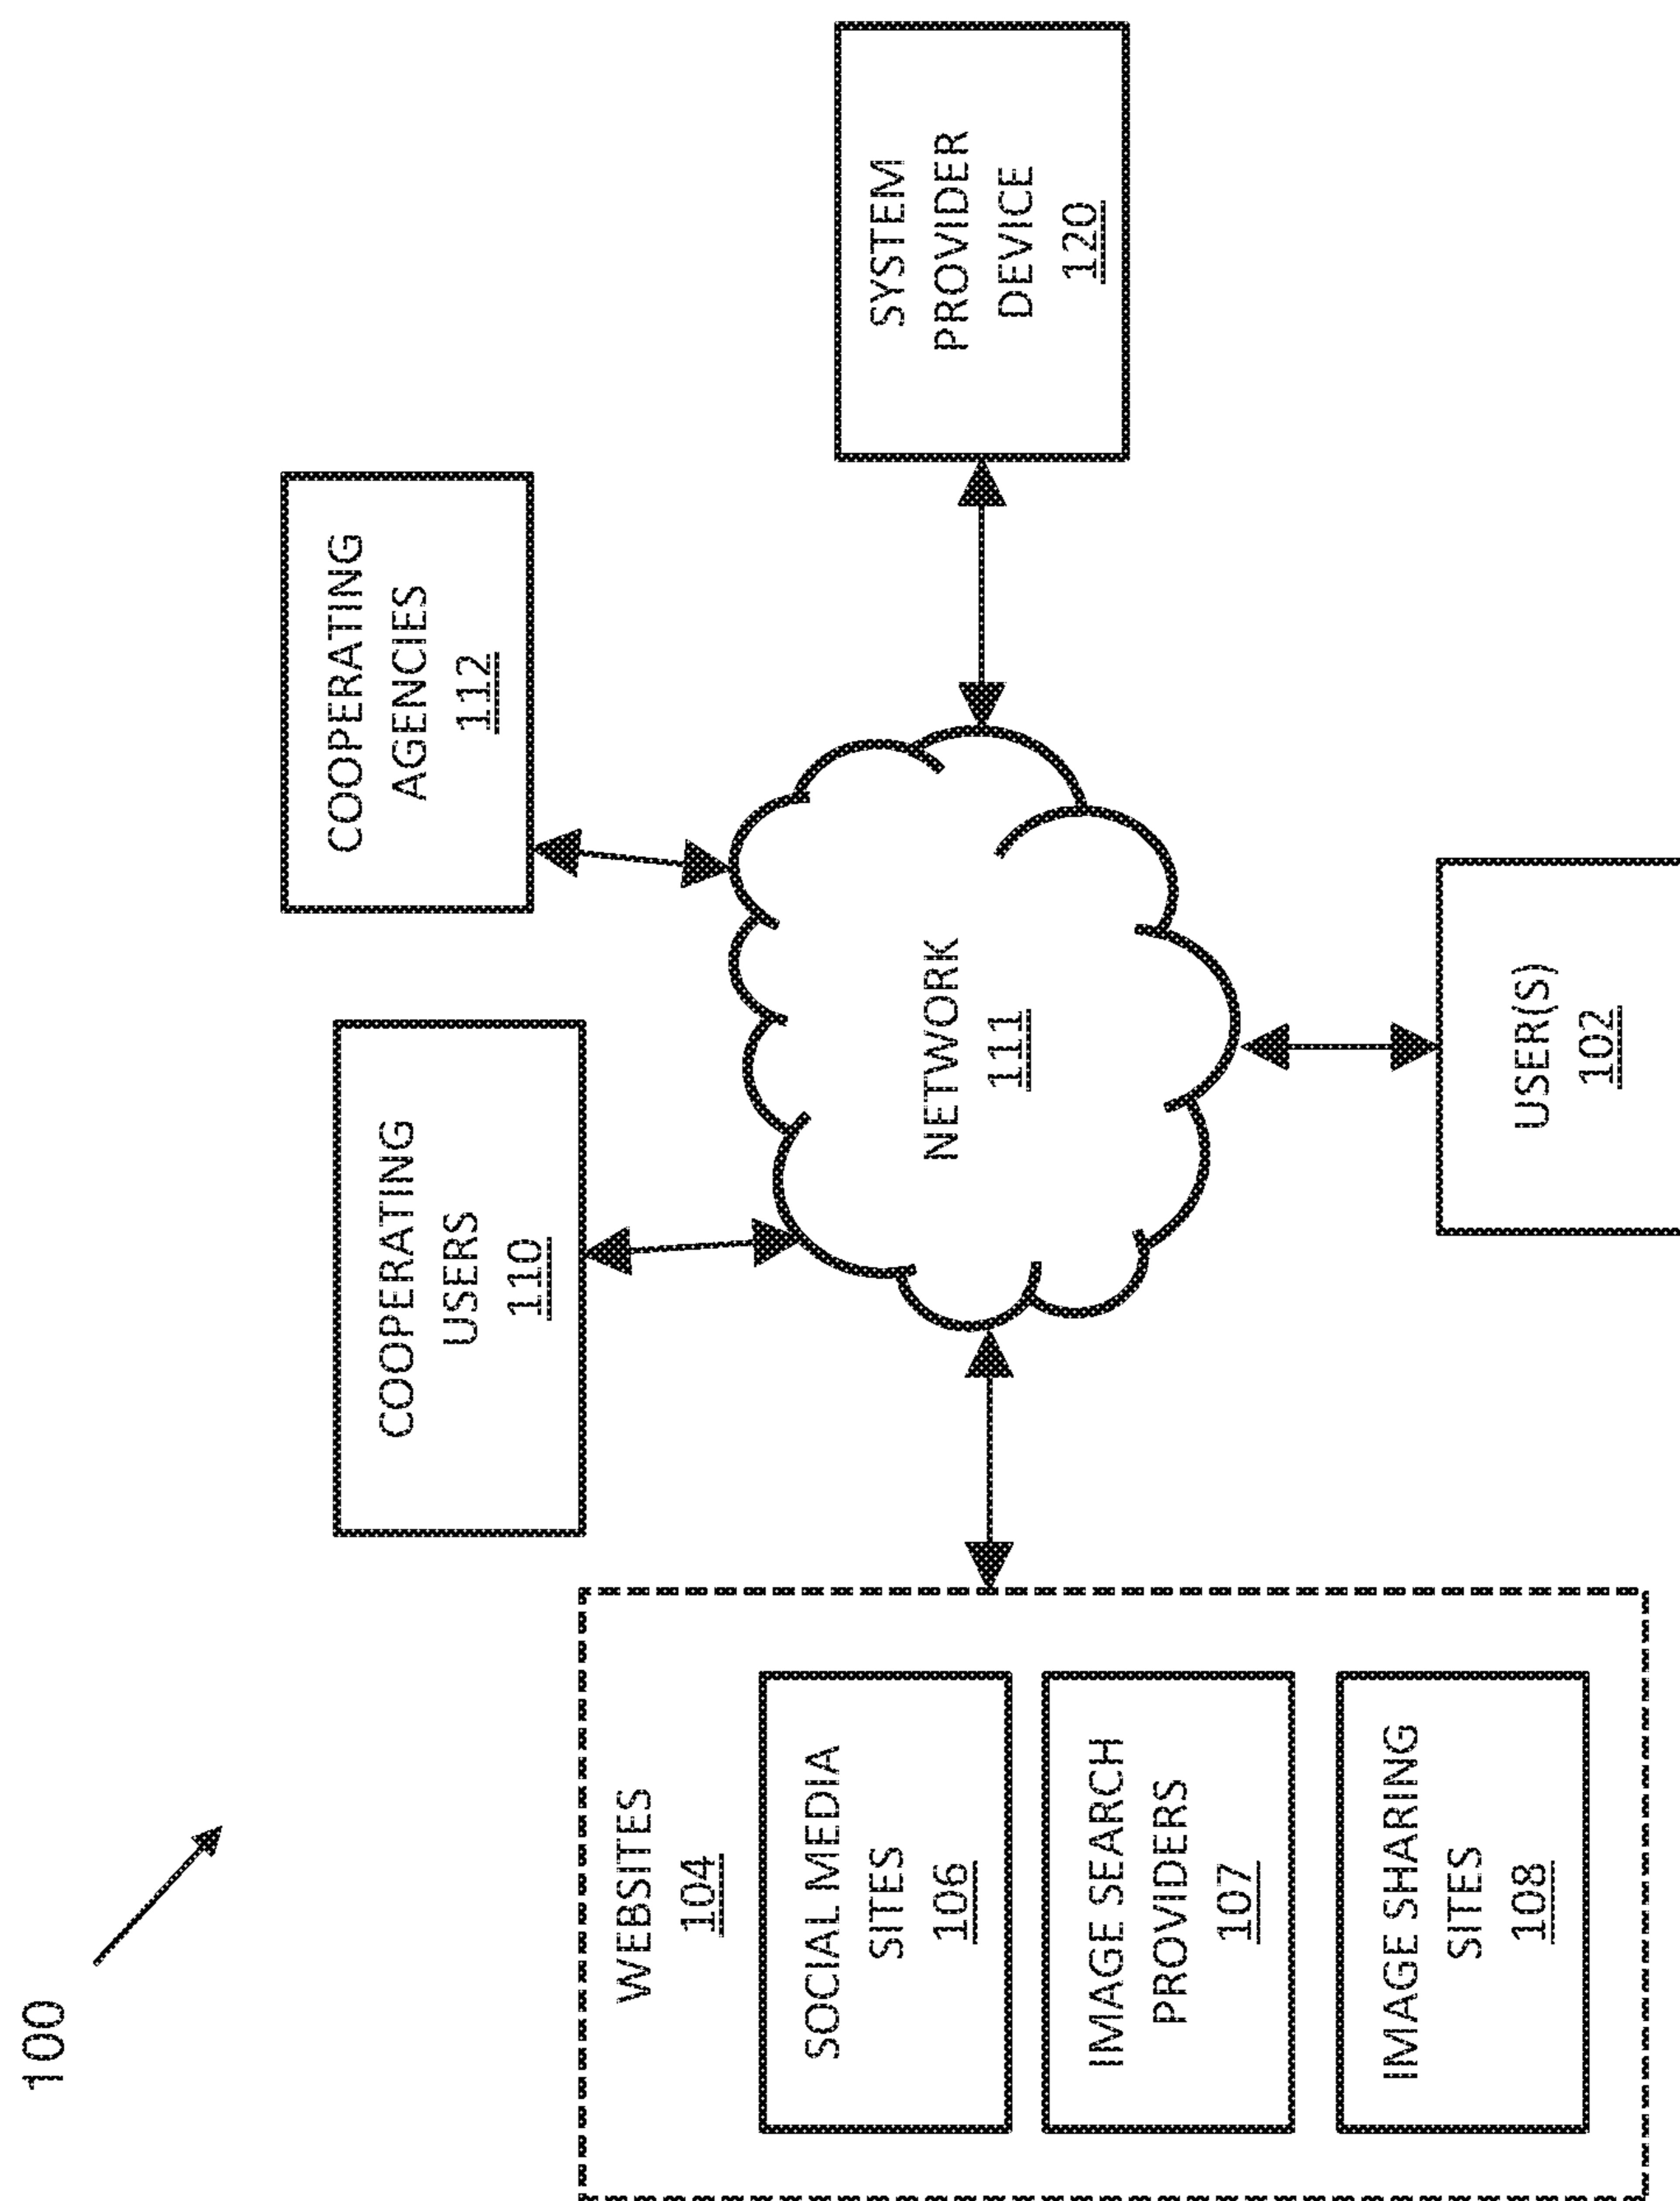 100
WEBSITES
104
SOCIAL MEDIA
SITES
106
IMAGE SEARCH
PROVIDERS
107
IMAGE SHARING
SITES
108
COOPERATING
USERS
110
COOPERATING
AGENCIES
112
NETWORK
111
USER(S)
102
SYSTEM
PROVIDER
DEVICE
120